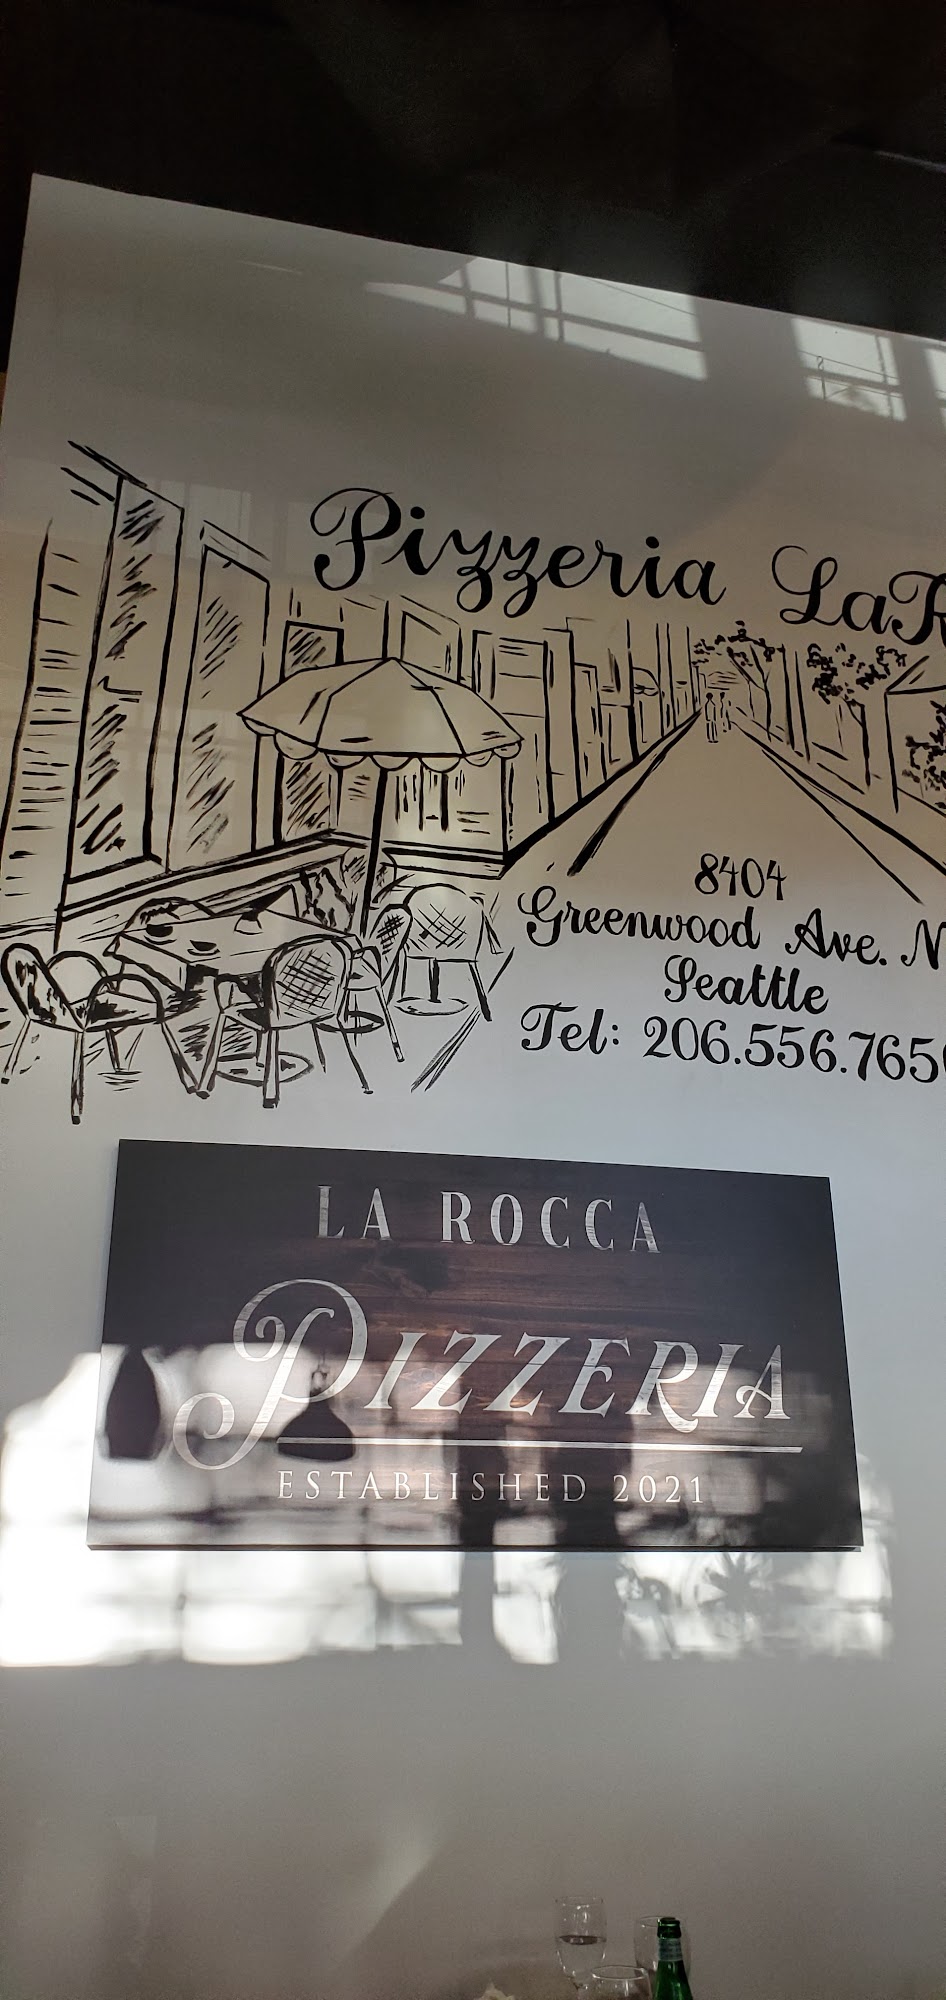 Pizzeria LaR
8404
Greenwood Ave. N
Seattle
Tel: 206.556.765
LA ROCCA
PIZZERIA
ESTABLISHED 2021